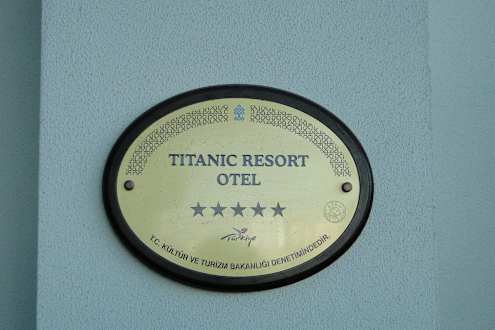 TITANIC RESORT
OTEL
Türkiye
T.C. KÜLTÜR VE TURİZM BAKANLIĞI DENETİMİNDEDİR.